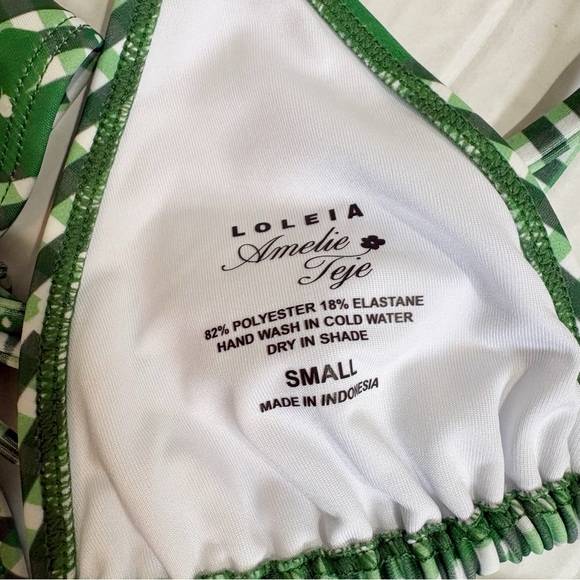 LOLEIA
Amelie
Teje
82% POLYESTER 18% ELASTANE
HAND WASH IN COLD WATER
DRY IN SHADE
SMALL
MADE IN INDONESIA